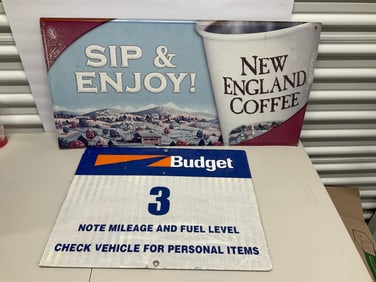 SIP &
ENJOY!
NEW
ENGLAND
COFFEE
Budget
3
NOTE MILEAGE AND FUEL LEVEL
CHECK VEHICLE FOR PERSONAL ITEMS